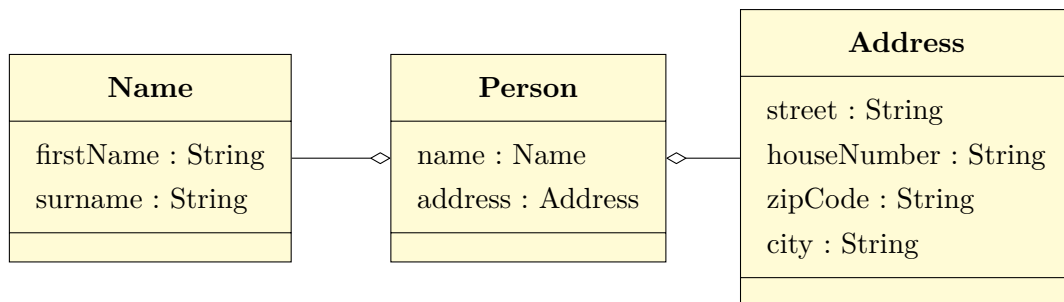 Name
firstName : String
surname : String
Person
name : Name
address : Address
Address
street : String
houseNumber : String
zipCode : String
city : String